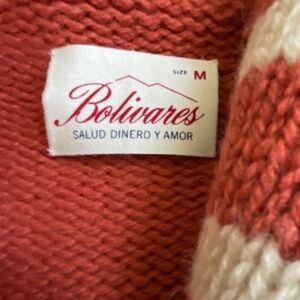 SIZE M
Bolivares
SALUD DINERO Y AMOR